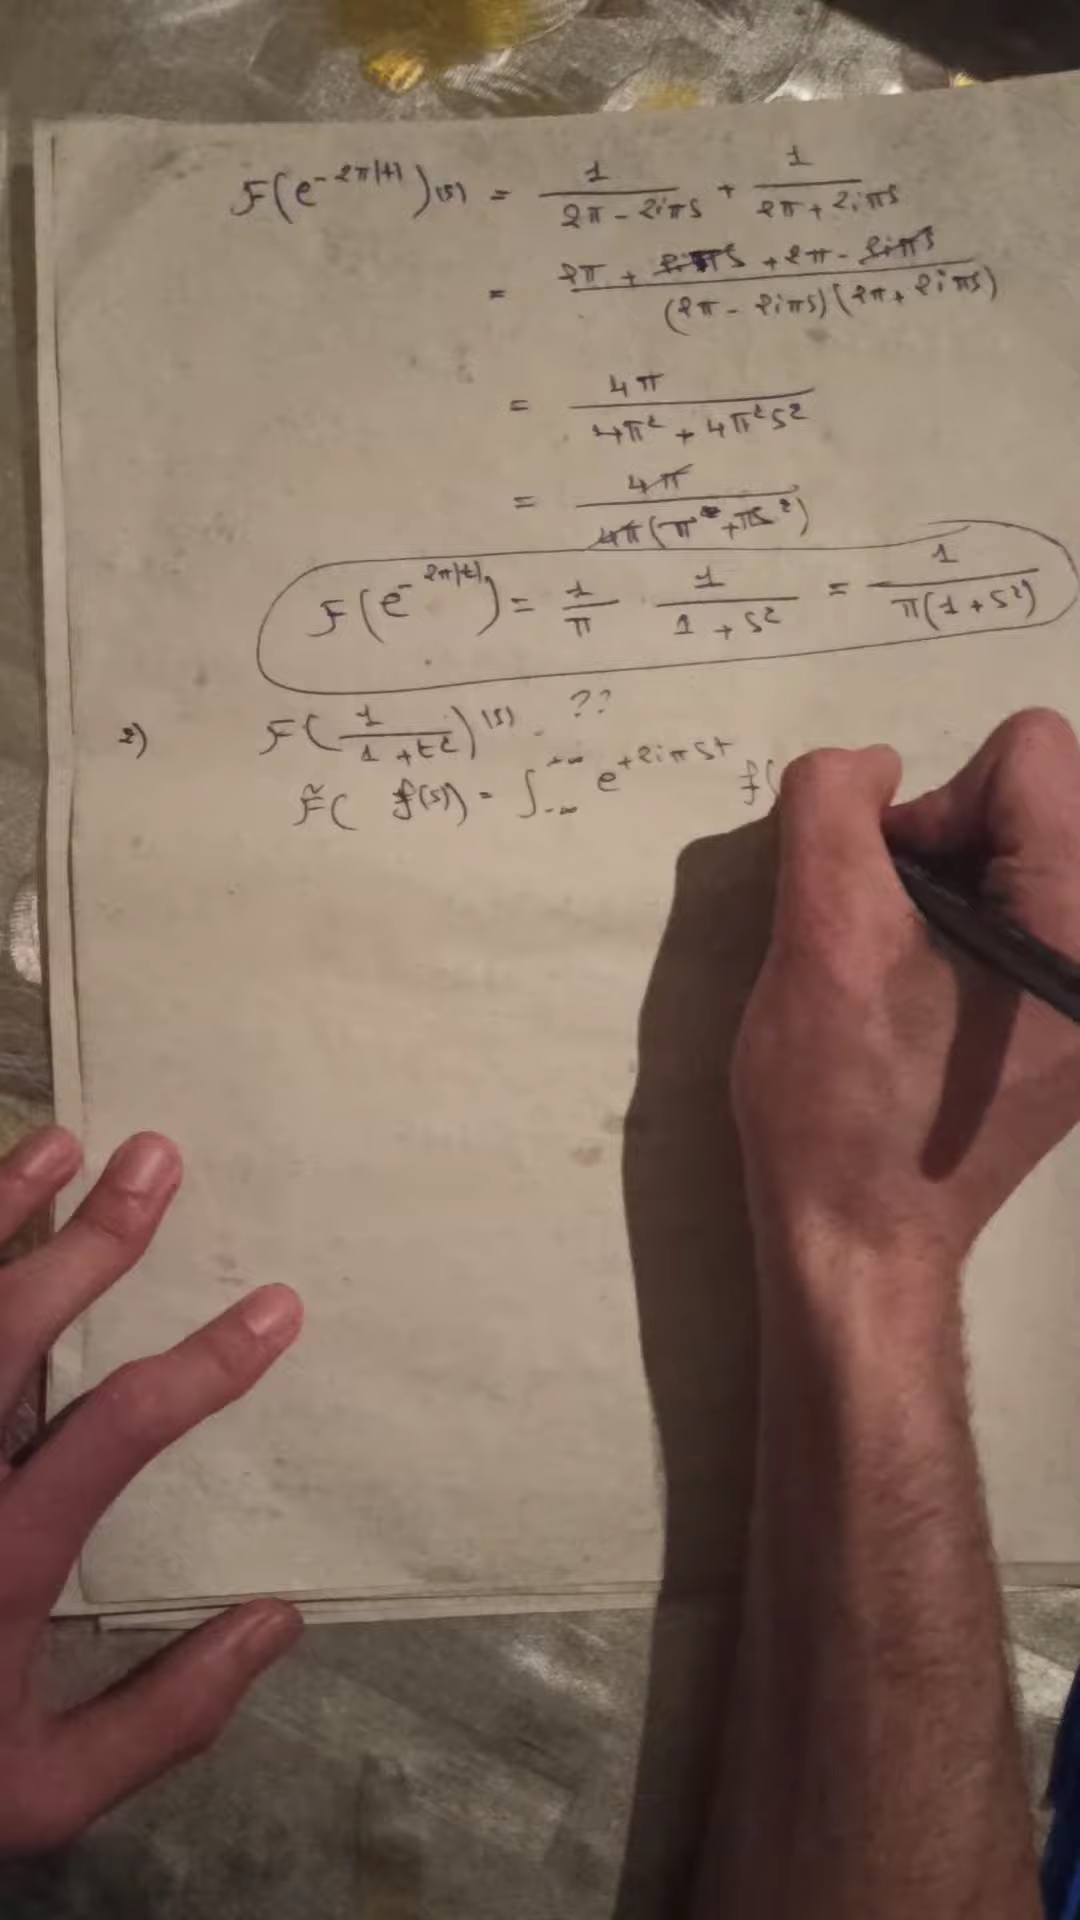 F(e^{-2π|t|})(s) = 1/(2π - 2iπs) + 1/(2π + 2iπs)
= (2π + 2iπs + 2π - 2iπs)/((2π - 2iπs)(2π + 2iπs))
= 4π/(4π² + 4π²s²)
= 4π/(4π(π + πs²))
F(e^{-2π|t|}) = 1/π 1/(1 + s²) = 1/(π(1 + s²))
2) F(1/(1 + t²))(s) ??
F̃( f(s)) = ∫_{-∞}^{+∞} e^{+2iπst} f(